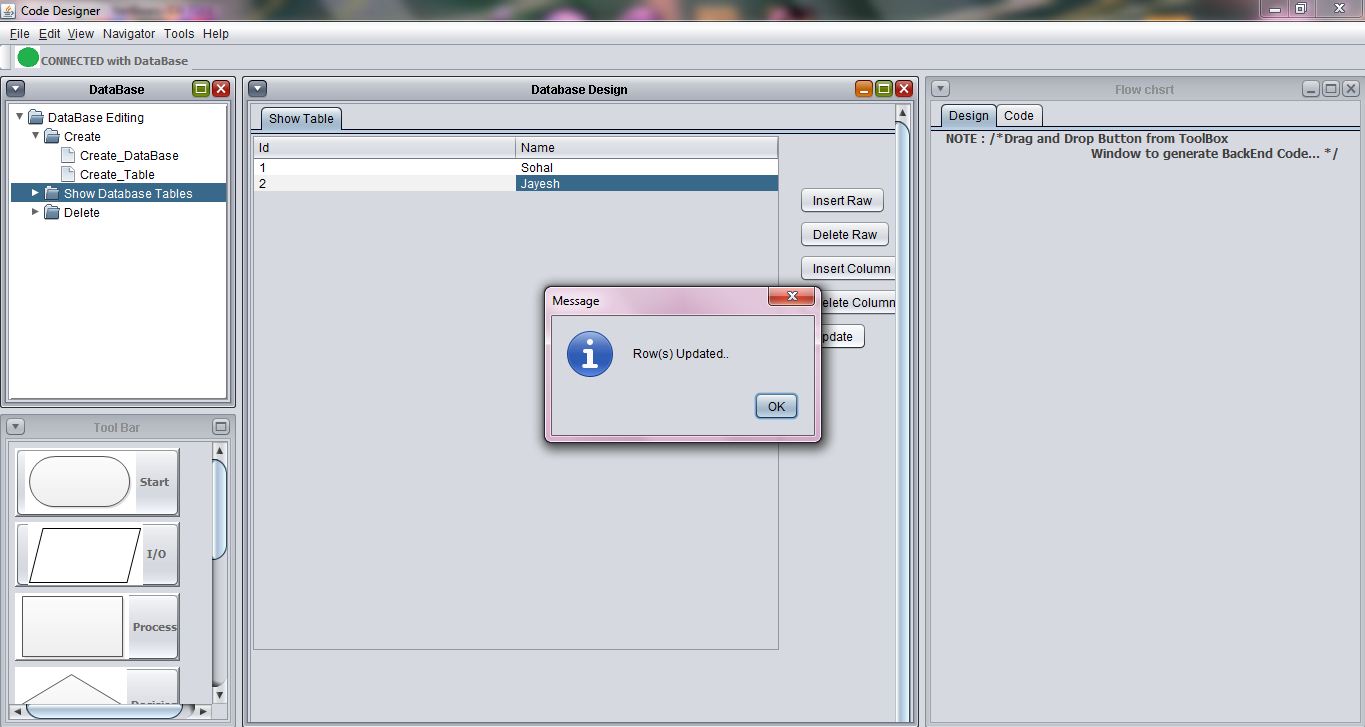 Code Designer
File Edit View Navigator Tools Help
CONNECTED with DataBase
DataBase
DataBase Editing
Create
Create_DataBase
Create_Table
Show Database Tables
Delete
Tool Bar
Start
I/O
Process
Database Design
Show Table
Id Name
1 Sohal
2 Jayesh
Insert Raw
Delete Raw
Insert Column
elete Column
pdate
Message
Row(s) Updated..
OK
Flow chsrt
Design Code
NOTE : /*Drag and Drop Button from ToolBox
Window to generate BackEnd Code... */